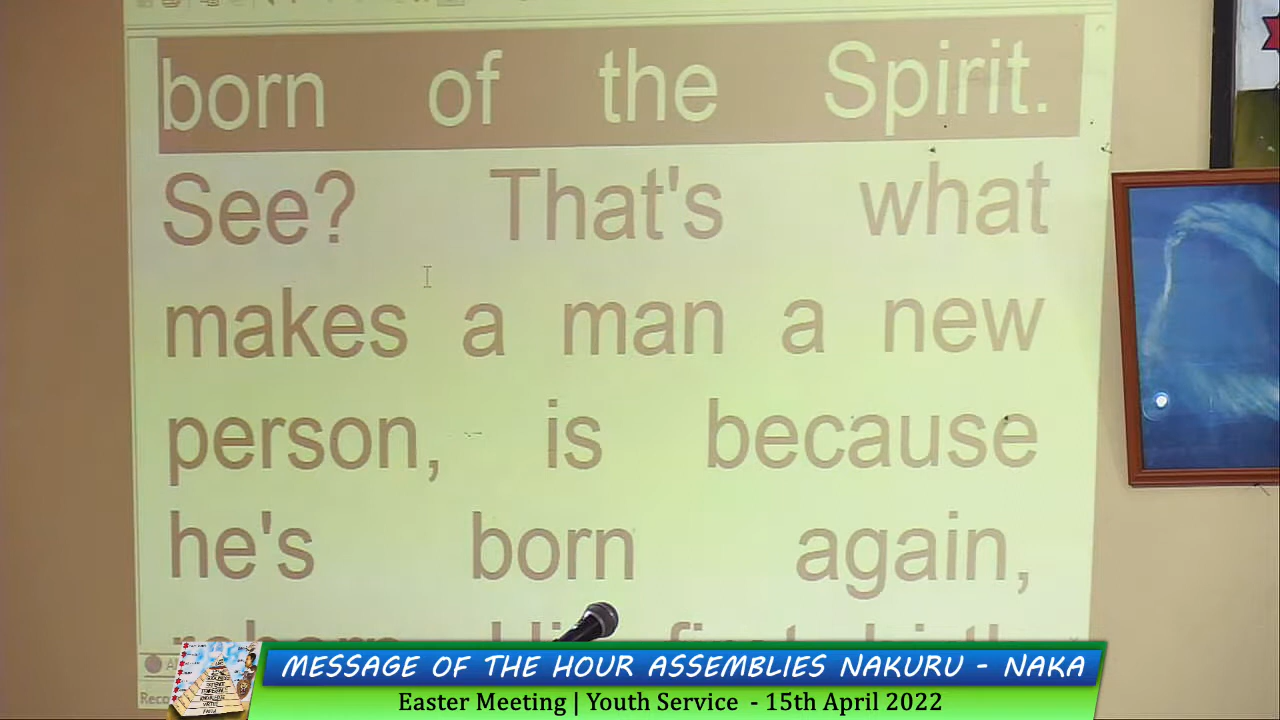 born of the Spirit.
See? That's what
makes a man a new
person, is because
he's born again,
MESSAGE OF THE HOUR ASSEMBLIES NAKURU - NAKA
Easter Meeting | Youth Service - 15th April 2022